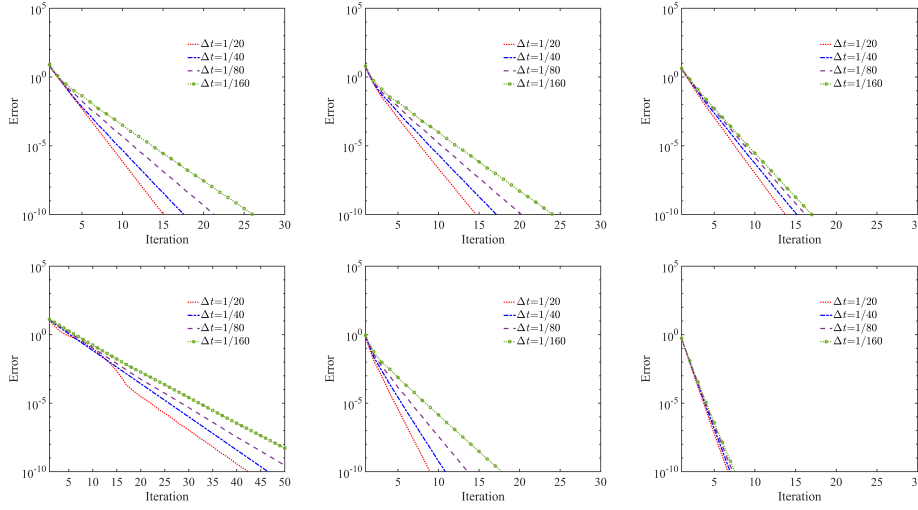 10^5
10^0
10^-5
10^-10
Error
5 10 15 20 25 30
Iteration
Δt=1/20
Δt=1/40
Δt=1/80
Δt=1/160
10^5
10^0
10^-5
10^-10
Error
5 10 15 20 25 30
Iteration
Δt=1/20
Δt=1/40
Δt=1/80
Δt=1/160
10^5
10^0
10^-5
10^-10
Error
5 10 15 20 25 30
Iteration
Δt=1/20
Δt=1/40
Δt=1/80
Δt=1/160
10^5
10^0
10^-5
10^-10
Error
5 10 15 20 25 30 35 40 45 50
Iteration
Δt=1/20
Δt=1/40
Δt=1/80
Δt=1/160
10^5
10^0
10^-5
10^-10
Error
5 10 15 20 25 30
Iteration
Δt=1/20
Δt=1/40
Δt=1/80
Δt=1/160
10^5
10^0
10^-5
10^-10
Error
5 10 15 20 25 30
Iteration
Δt=1/20
Δt=1/40
Δt=1/80
Δt=1/160